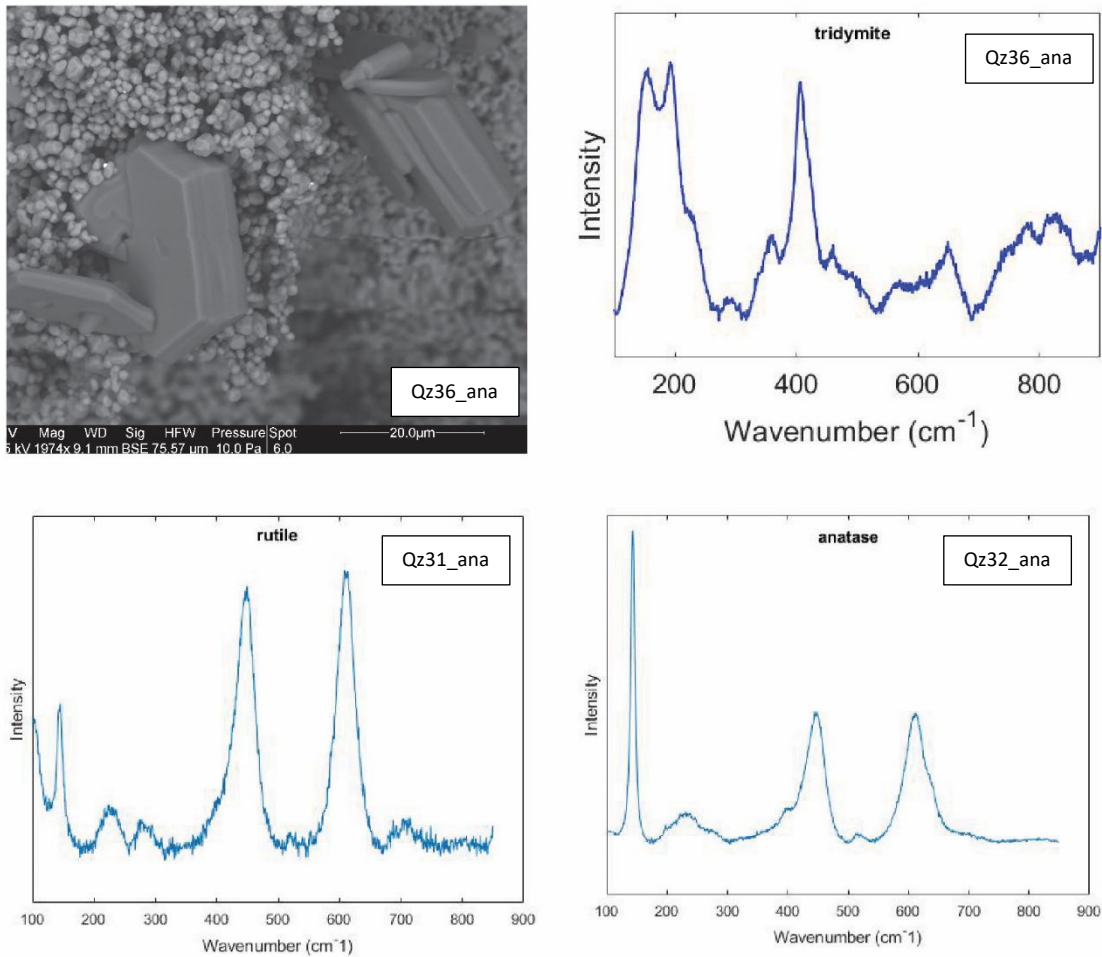 Qz36_ana
V Mag WD Sig HFW Pressure Spot
5 kV 1974x 9.1 mm BSE 75.57 μm 10.0 Pa 6.0
20.0μm
tridymite
Qz36_ana
Intensity
200 400 600 800
Wavenumber (cm⁻¹)
rutile
Qz31_ana
Intensity
100 200 300 400 500 600 700 800 900
Wavenumber (cm⁻1)
anatase
Qz32_ana
Intensity
100 200 300 400 500 600 700 800 900
Wavenumber (cm⁻1)